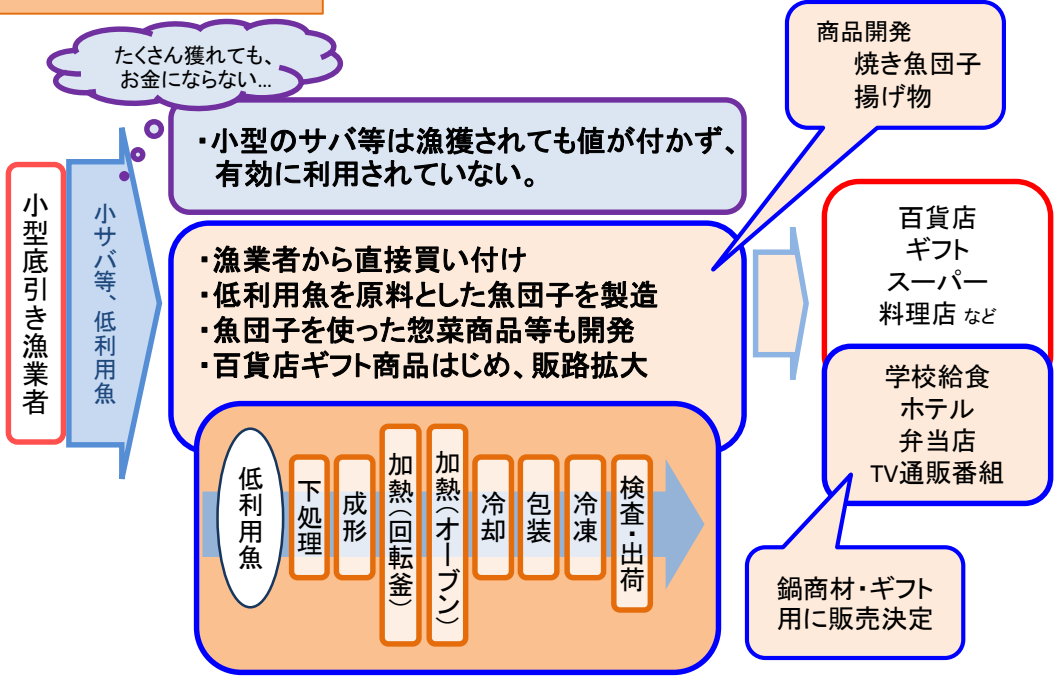 たくさん獲れても、
お金にならない…
商品開発
焼き魚団子
揚げ物
・小型のサバ等は漁獲されても値が付かず、
有効に利用されていない。
小型底引き漁業者
小サバ等、低利用魚
・漁業者から直接買い付け
・低利用魚を原料とした魚団子を製造
・魚団子を使った惣菜商品等も開発
・百貨店ギフト商品はじめ、販路拡大
百貨店
ギフト
スーパー
料理店 など
学校給食
ホテル
弁当店
TV通販番組
低利用魚
下処理
成形
加熱(回転釜)
加熱(オーブン)
冷却
包装
冷凍
検査・出荷
鍋商材・ギフト
用に販売決定